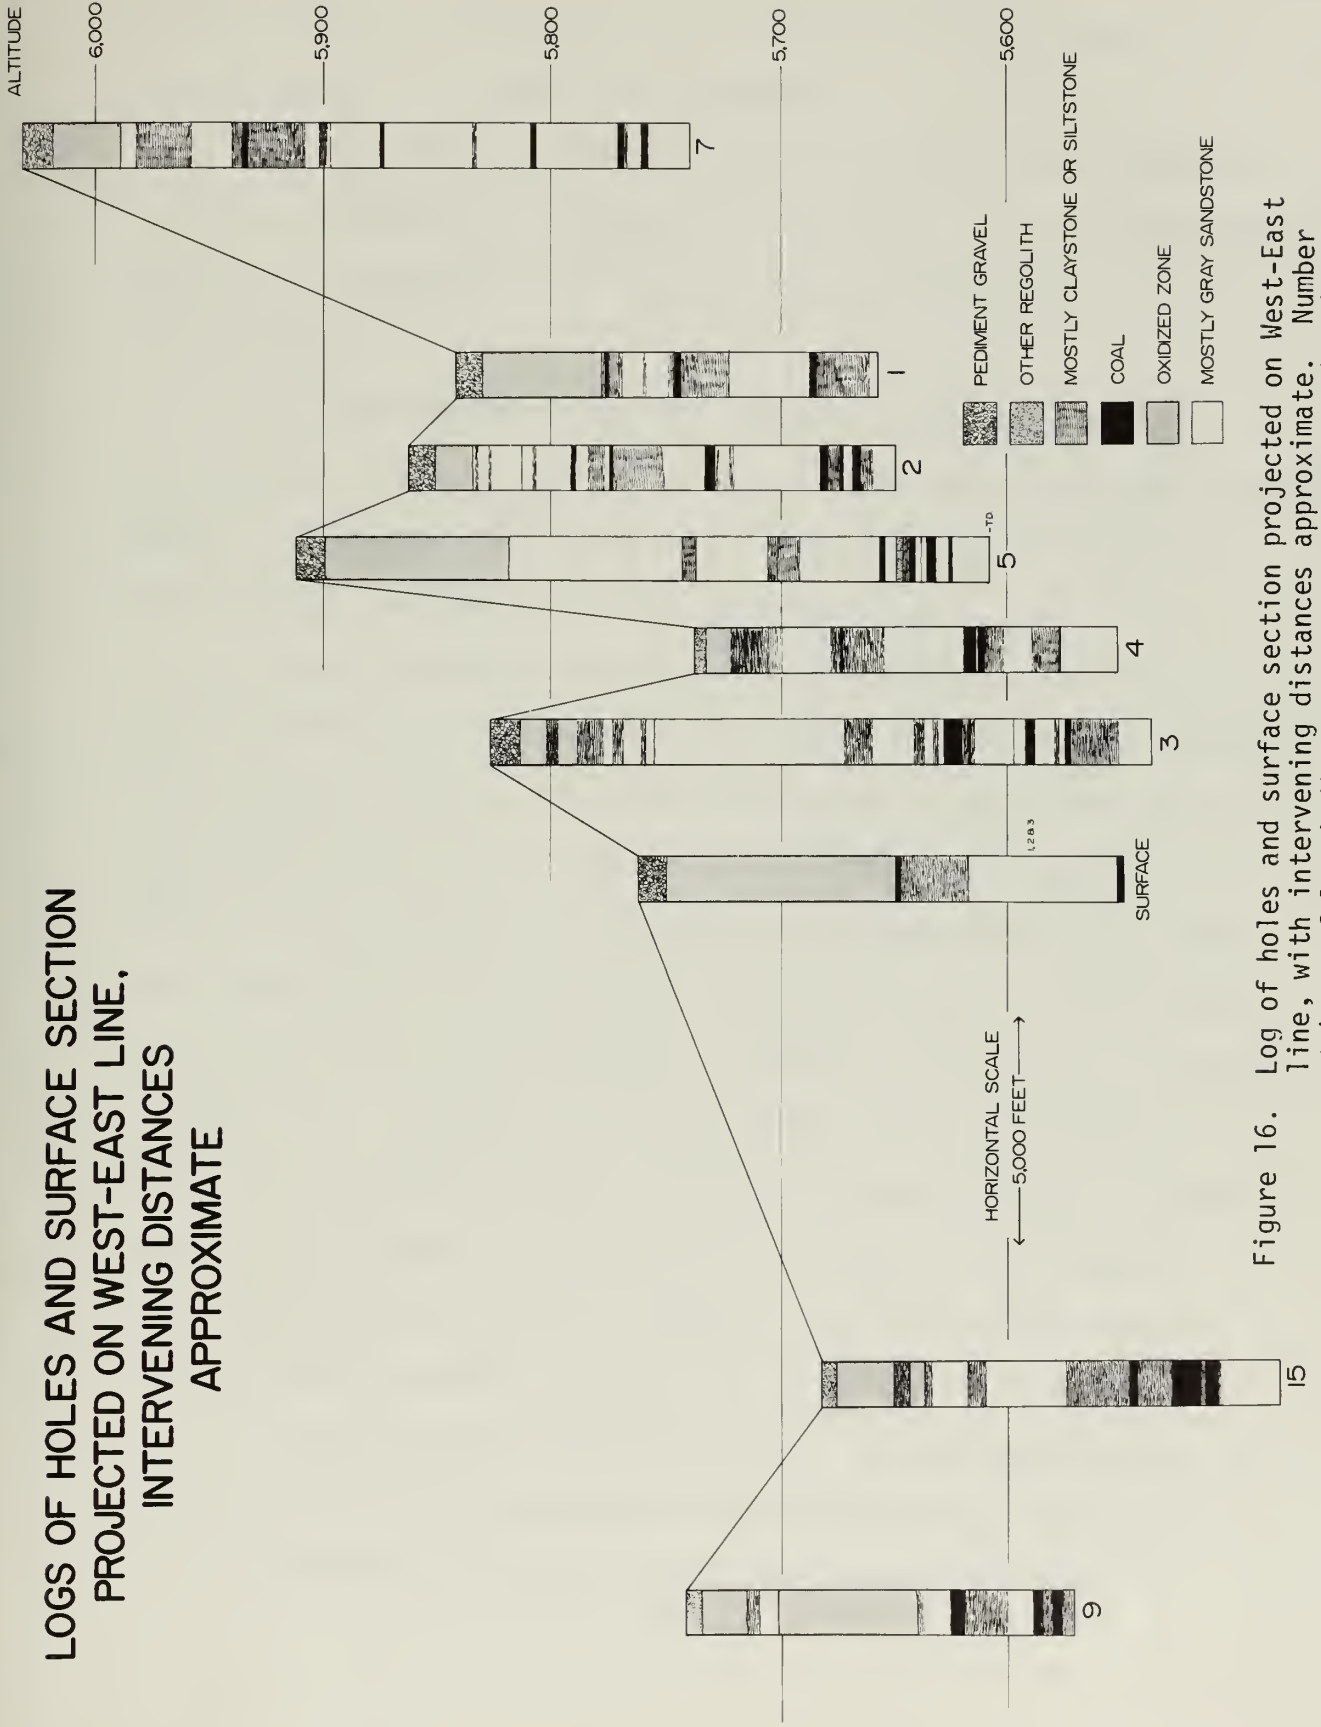 LOGS OF HOLES AND SURFACE SECTION
PROJECTED ON WEST-EAST LINE,
INTERVENING DISTANCES
APPROXIMATE
ALTITUDE
6,000
5,900
5,800
5,700
5,600
9
15
SURFACE
1,283
3
4
5
-TD
2
1
7
HORIZONTAL SCALE
5,000 FEET
PEDIMENT GRAVEL
OTHER REGOLITH
MOSTLY CLAYSTONE OR SILTSTONE
COAL
OXIDIZED ZONE
MOSTLY GRAY SANDSTONE
Figure 16. Log of holes and surface section projected on West-East
line, with intervening distances approximate. Number